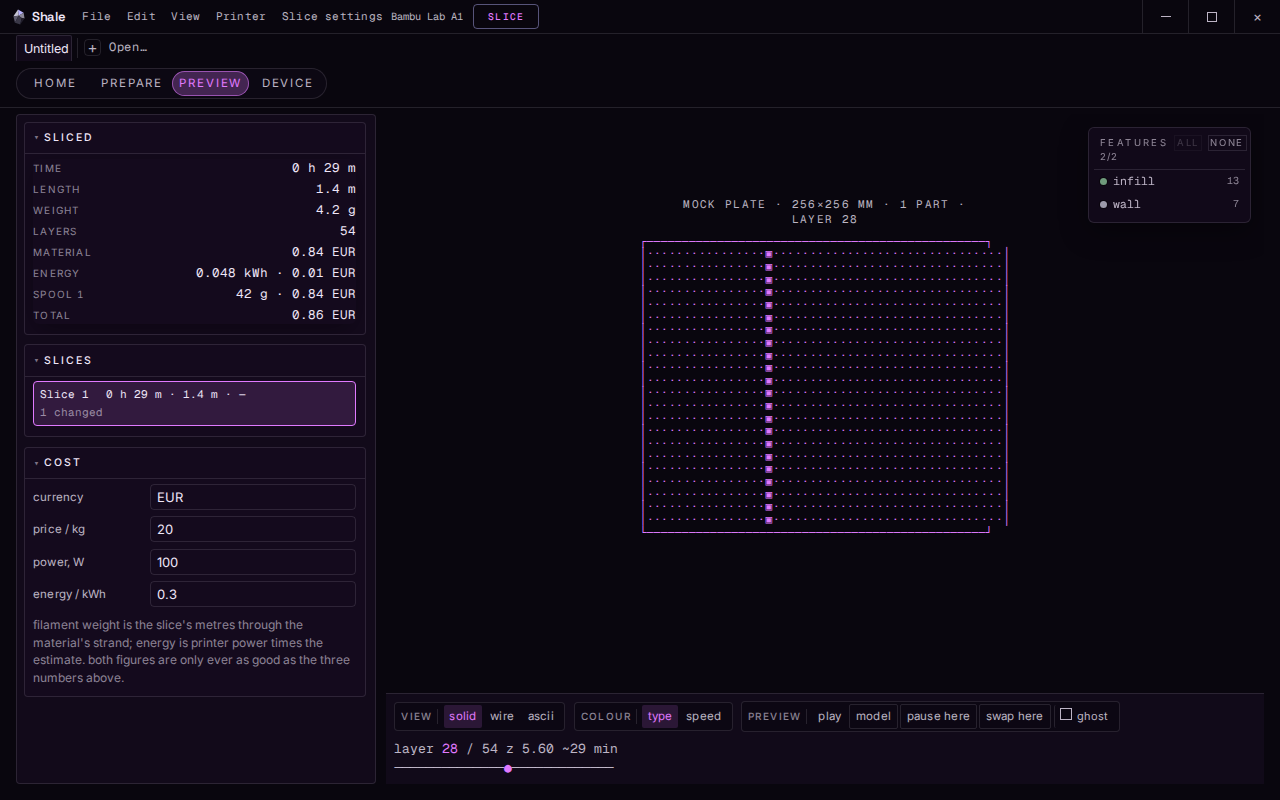 Shale File Edit View Printer Slice settings Bambu Lab A1 SLICE
Untitled + Open…
HOME PREPARE PREVIEW DEVICE
SLICED
TIME 0 h 29 m
LENGTH 1.4 m
WEIGHT 4.2 g
LAYERS 54
MATERIAL 0.84 EUR
ENERGY 0.048 kWh · 0.01 EUR
SPOOL 1 42 g · 0.84 EUR
TOTAL 0.86 EUR
SLICES
Slice 1 0 h 29 m · 1.4 m · —
1 changed
COST
currency EUR
price / kg 20
power, W 100
energy / kWh 0.3
filament weight is the slice's metres through the
material's strand; energy is printer power times the
estimate. both figures are only ever as good as the three
numbers above.
MOCK PLATE · 256×256 MM · 1 PART ·
LAYER 28
FEATURES ALL NONE
2/2
infill 13
wall 7
VIEW solid wire ascii COLOUR type speed PREVIEW play model pause here swap here ghost
layer 28 / 54 z 5.60 ~29 min